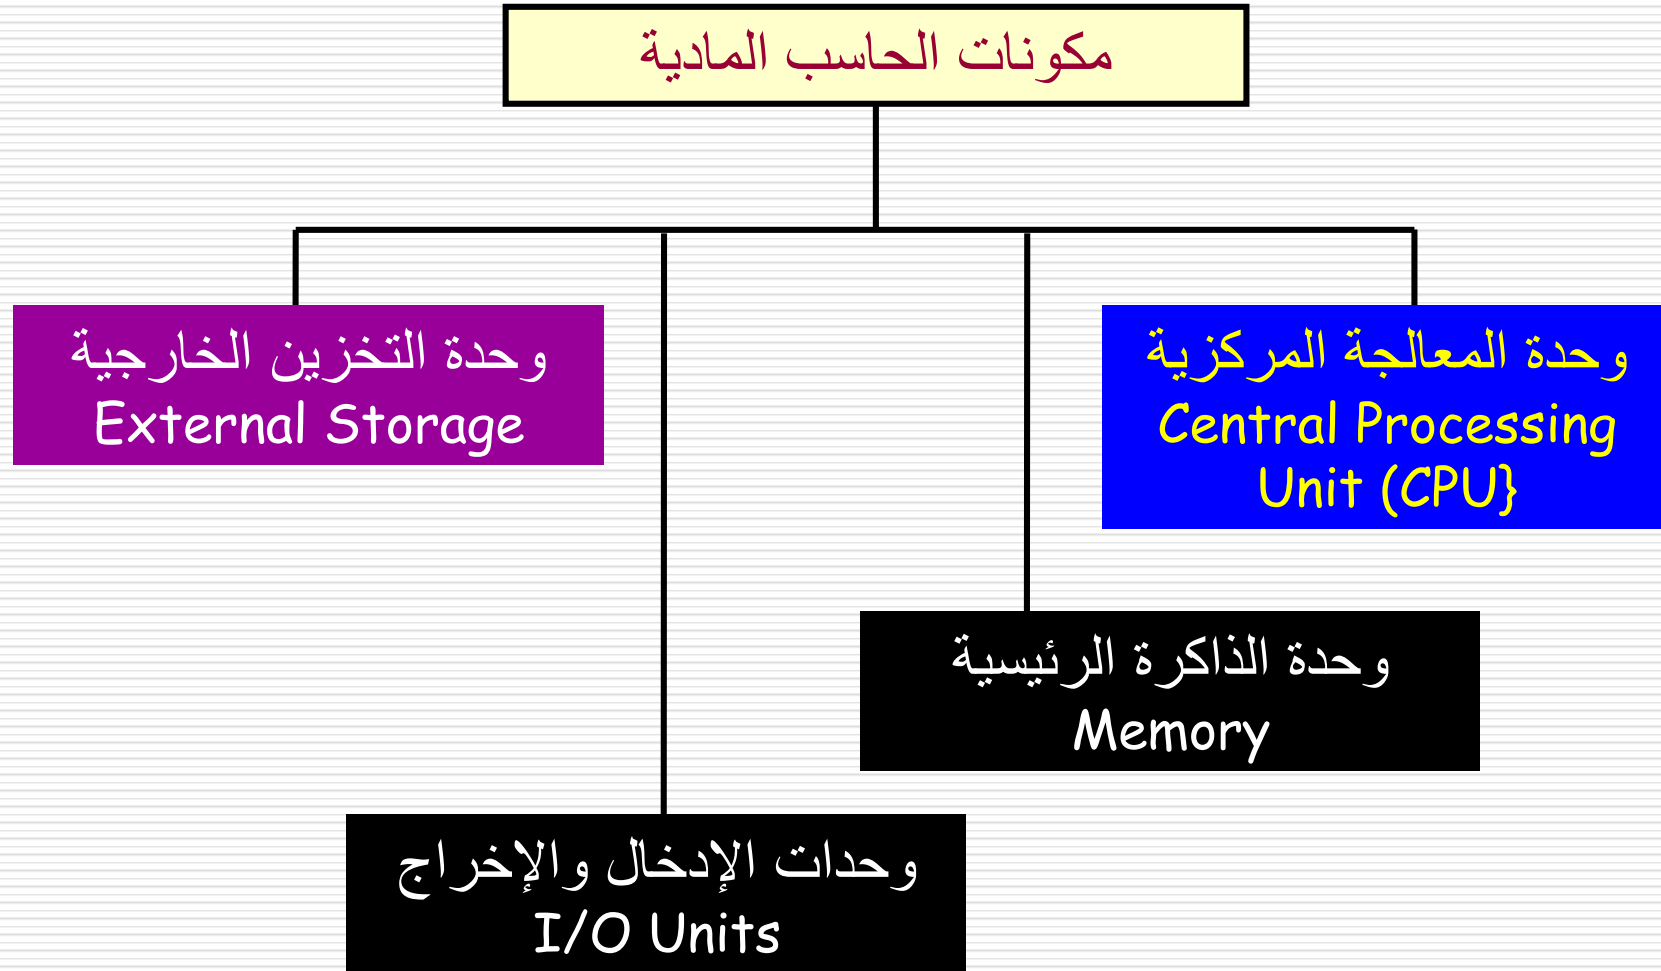 مكونات الحاسب المادية
وحدة المعالجة المركزية
Central Processing
Unit (CPU}
وحدة التخزين الخارجية
External Storage
وحدة الذاكرة الرئيسية
Memory
وحدات الإدخال والإخراج
I/O Units